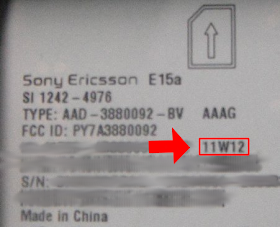 Sony Ericsson E15a
SI 1242-4976
TYPE: AAD-3880092-BV AAAG
FCC ID: PY7A3880092
11W12
S/N:
Made in China